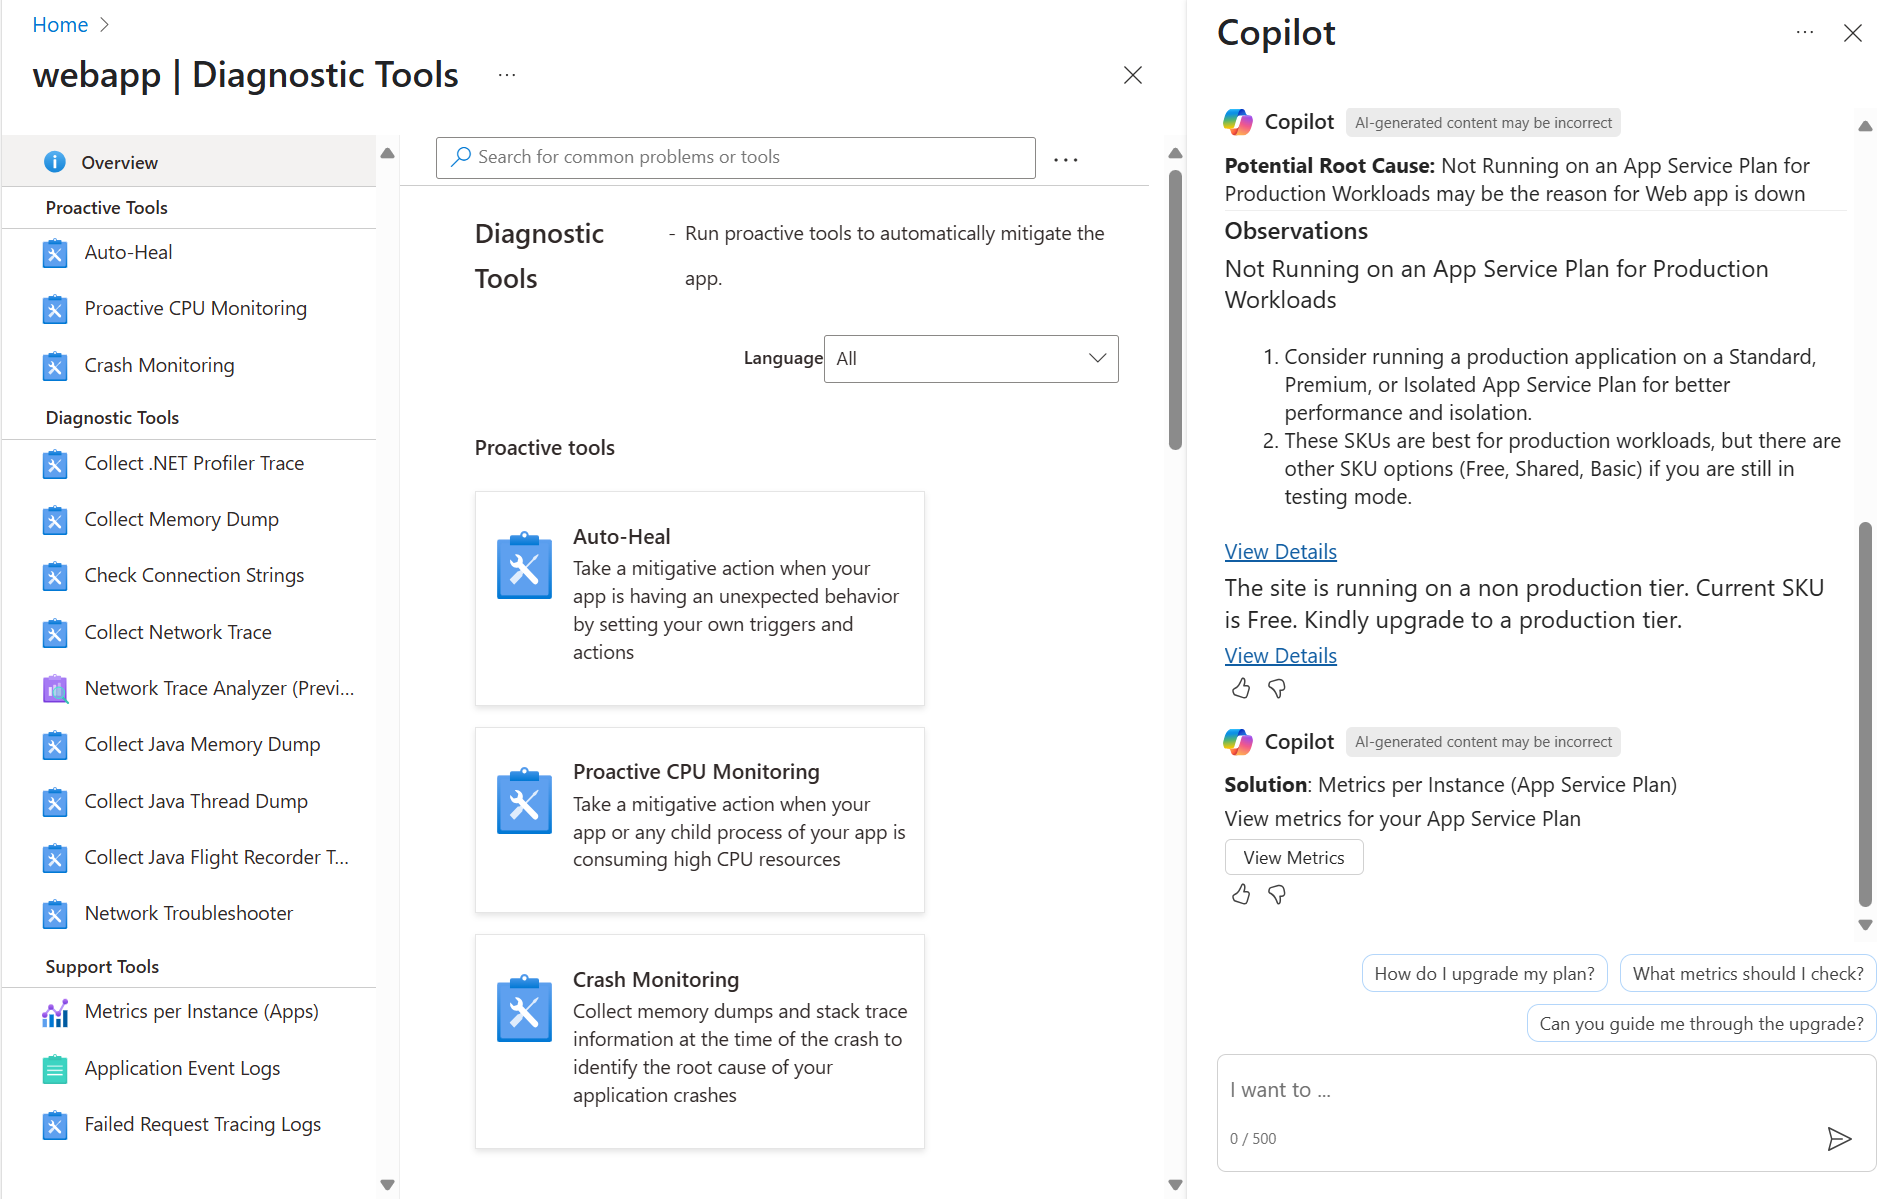 Home
webapp | Diagnostic Tools
Overview
Proactive Tools
Auto-Heal
Proactive CPU Monitoring
Crash Monitoring
Diagnostic Tools
Collect .NET Profiler Trace
Collect Memory Dump
Check Connection Strings
Collect Network Trace
Network Trace Analyzer (Previ...
Collect Java Memory Dump
Collect Java Thread Dump
Collect Java Flight Recorder T...
Network Troubleshooter
Support Tools
Metrics per Instance (Apps)
Application Event Logs
Failed Request Tracing Logs
Search for common problems or tools
Diagnostic
Tools
- Run proactive tools to automatically mitigate the
app.
Language
All
Proactive tools
Auto-Heal
Take a mitigative action when your
app is having an unexpected behavior
by setting your own triggers and
actions
Proactive CPU Monitoring
Take a mitigative action when your
app or any child process of your app is
consuming high CPU resources
Crash Monitoring
Collect memory dumps and stack trace
information at the time of the crash to
identify the root cause of your
application crashes
Copilot
Copilot AI-generated content may be incorrect
Potential Root Cause: Not Running on an App Service Plan for
Production Workloads may be the reason for Web app is down
Observations
Not Running on an App Service Plan for Production
Workloads
1. Consider running a production application on a Standard,
Premium, or Isolated App Service Plan for better
performance and isolation.
2. These SKUs are best for production workloads, but there are
other SKU options (Free, Shared, Basic) if you are still in
testing mode.
View Details
The site is running on a non production tier. Current SKU
is Free. Kindly upgrade to a production tier.
View Details
Copilot AI-generated content may be incorrect
Solution: Metrics per Instance (App Service Plan)
View metrics for your App Service Plan
View Metrics
How do I upgrade my plan? What metrics should I check?
Can you guide me through the upgrade?
I want to ...
0 / 500